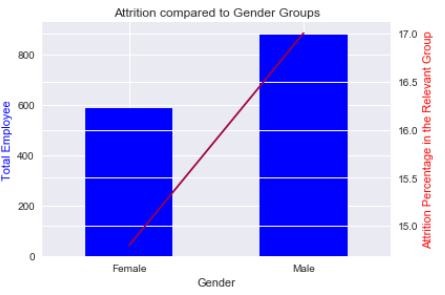 Attrition compared to Gender Groups
Total Employee
800
600
400
200
0
Female
Male
Gender
17.0
16.5
16.0
15.5
15.0
Attrition Percentage in the Relevant Group